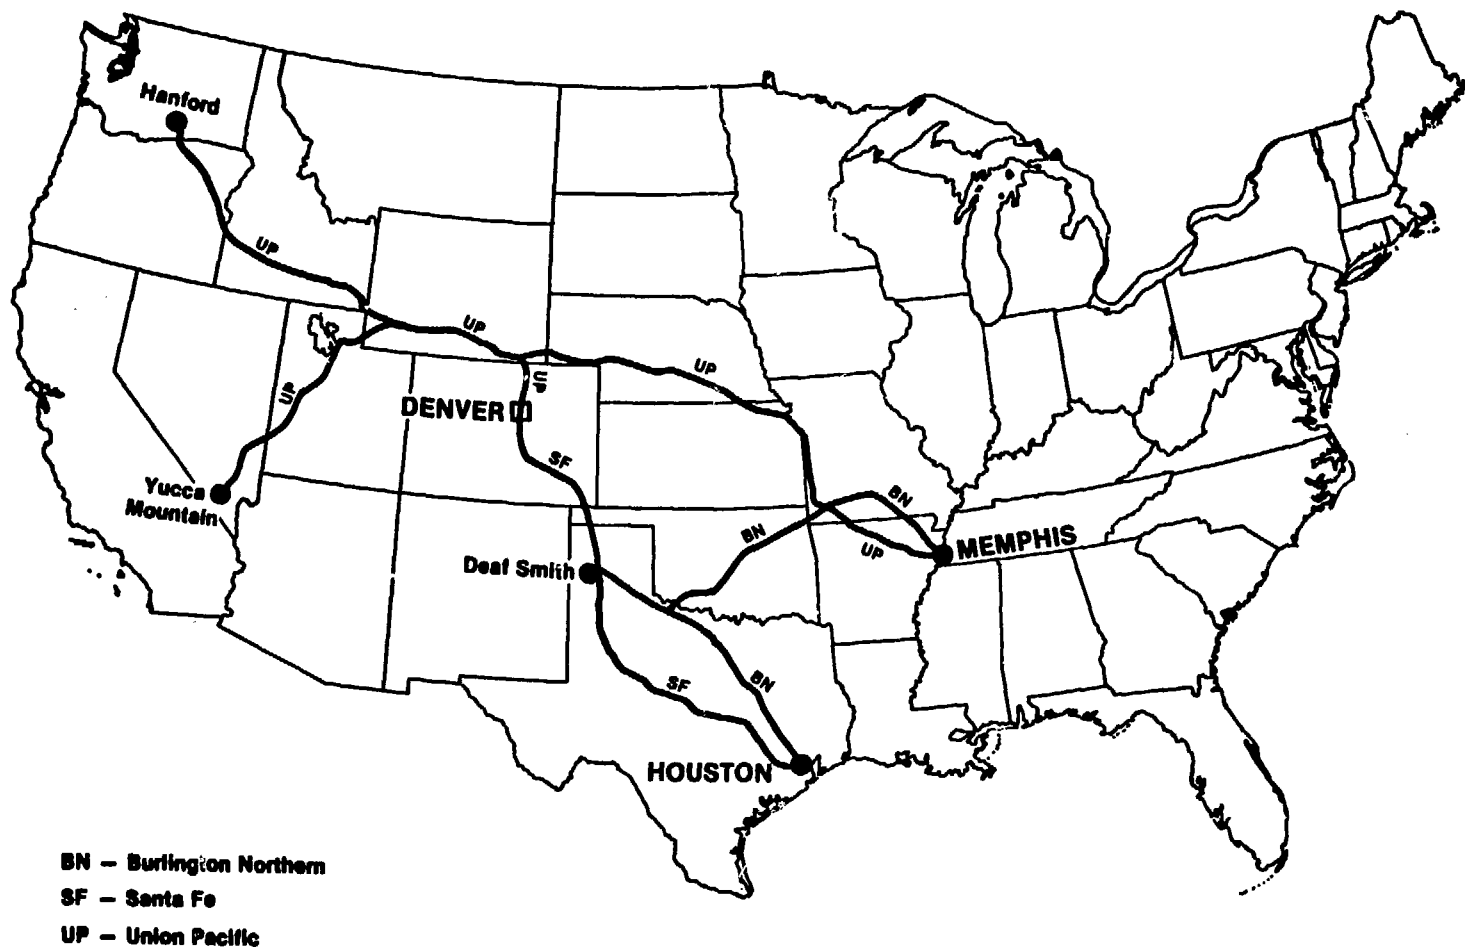 Hanford
UP
UP
UP
UP
UP
DENVER
SF
Yucca
Mountain
BN
BN
UP
MEMPHIS
Deaf Smith
BN
SF
HOUSTON
BN – Burlington Northern
SF – Santa Fe
UP – Union Pacific